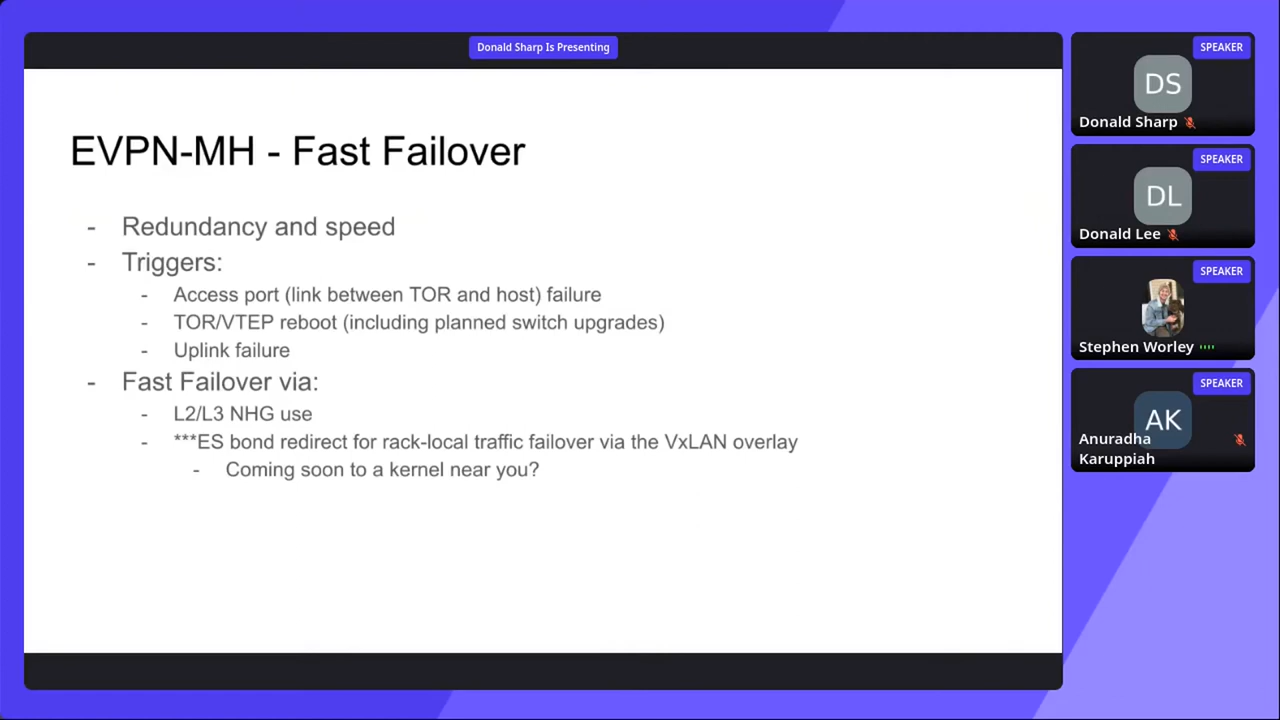 Donald Sharp Is Presenting
EVPN-MH - Fast Failover
- Redundancy and speed
- Triggers:
- Access port (link between TOR and host) failure
- TOR/VTEP reboot (including planned switch upgrades)
- Uplink failure
- Fast Failover via:
- L2/L3 NHG use
- ***ES bond redirect for rack-local traffic failover via the VxLAN overlay
- Coming soon to a kernel near you?
SPEAKER
DS
Donald Sharp
SPEAKER
DL
Donald Lee
SPEAKER
Stephen Worley
SPEAKER
AK
Anuradha
Karuppiah